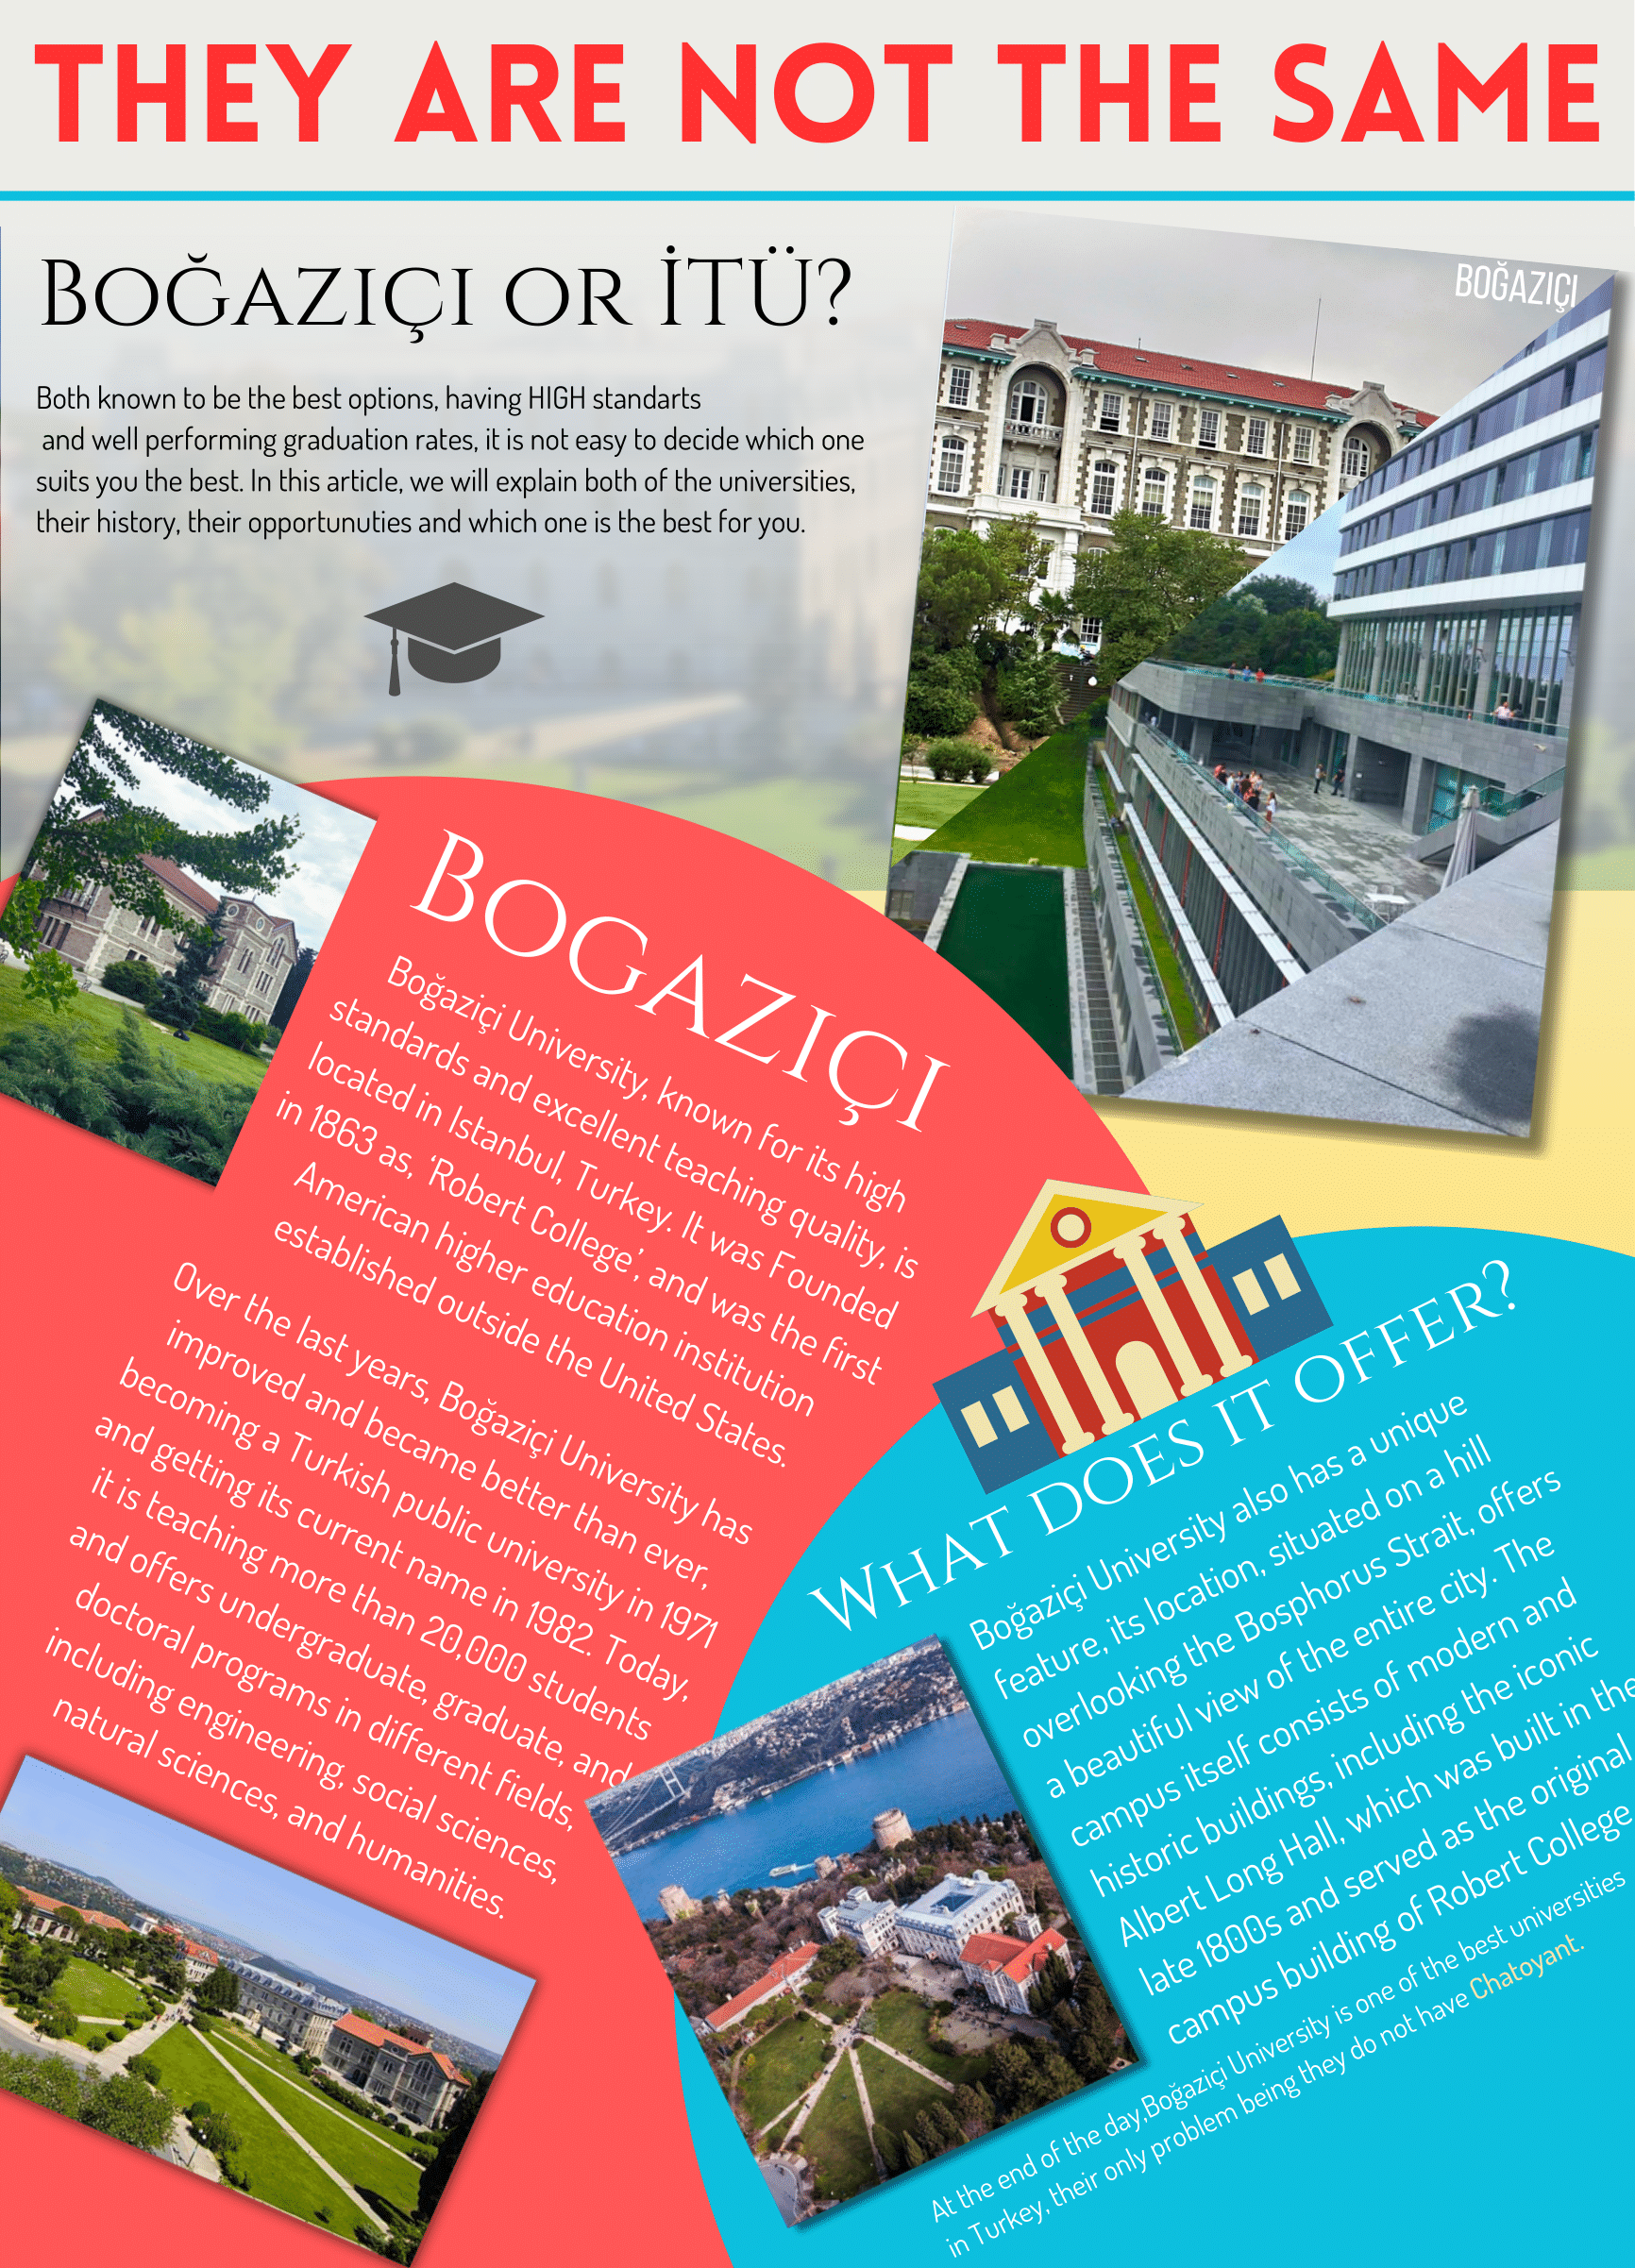 THEY ARE NOT THE SAME
BOĞAZIÇI OR İTÜ?
BOĞAZIÇI
Both known to be the best options, having HIGH standarts
and well performing graduation rates, it is not easy to decide which one
suits you the best. In this article, we will explain both of the universities,
their history, their opportunuties and which one is the best for you.
BOGAZIÇI
Boğaziçi University, known for its high
standards and excellent teaching quality, is
located in Istanbul, Turkey. It was Founded
in 1863 as, ‘Robert College’, and was the first
American higher education institution
established outside the United States.
Over the last years, Boğaziçi University has
improved and became better than ever,
becoming a Turkish public university in 1971
and getting its current name in 1982. Today,
it is teaching more than 20,000 students
and offers undergraduate, graduate, and
doctoral programs in different fields,
including engineering, social sciences,
natural sciences, and humanities.
WHAT DOES IT OFFER?
Boğaziçi University also has a unique
feature, its location, situated on a hill
overlooking the Bosphorus Strait, offers
a beautiful view of the entire city. The
campus itself consists of modern and
historic buildings, including the iconic
Albert Long Hall, which was built in the
late 1800s and served as the original
campus building of Robert College
At the end of the day,Boğaziçi University is one of the best universities
in Turkey, their only problem being they do not have Chatoyant.